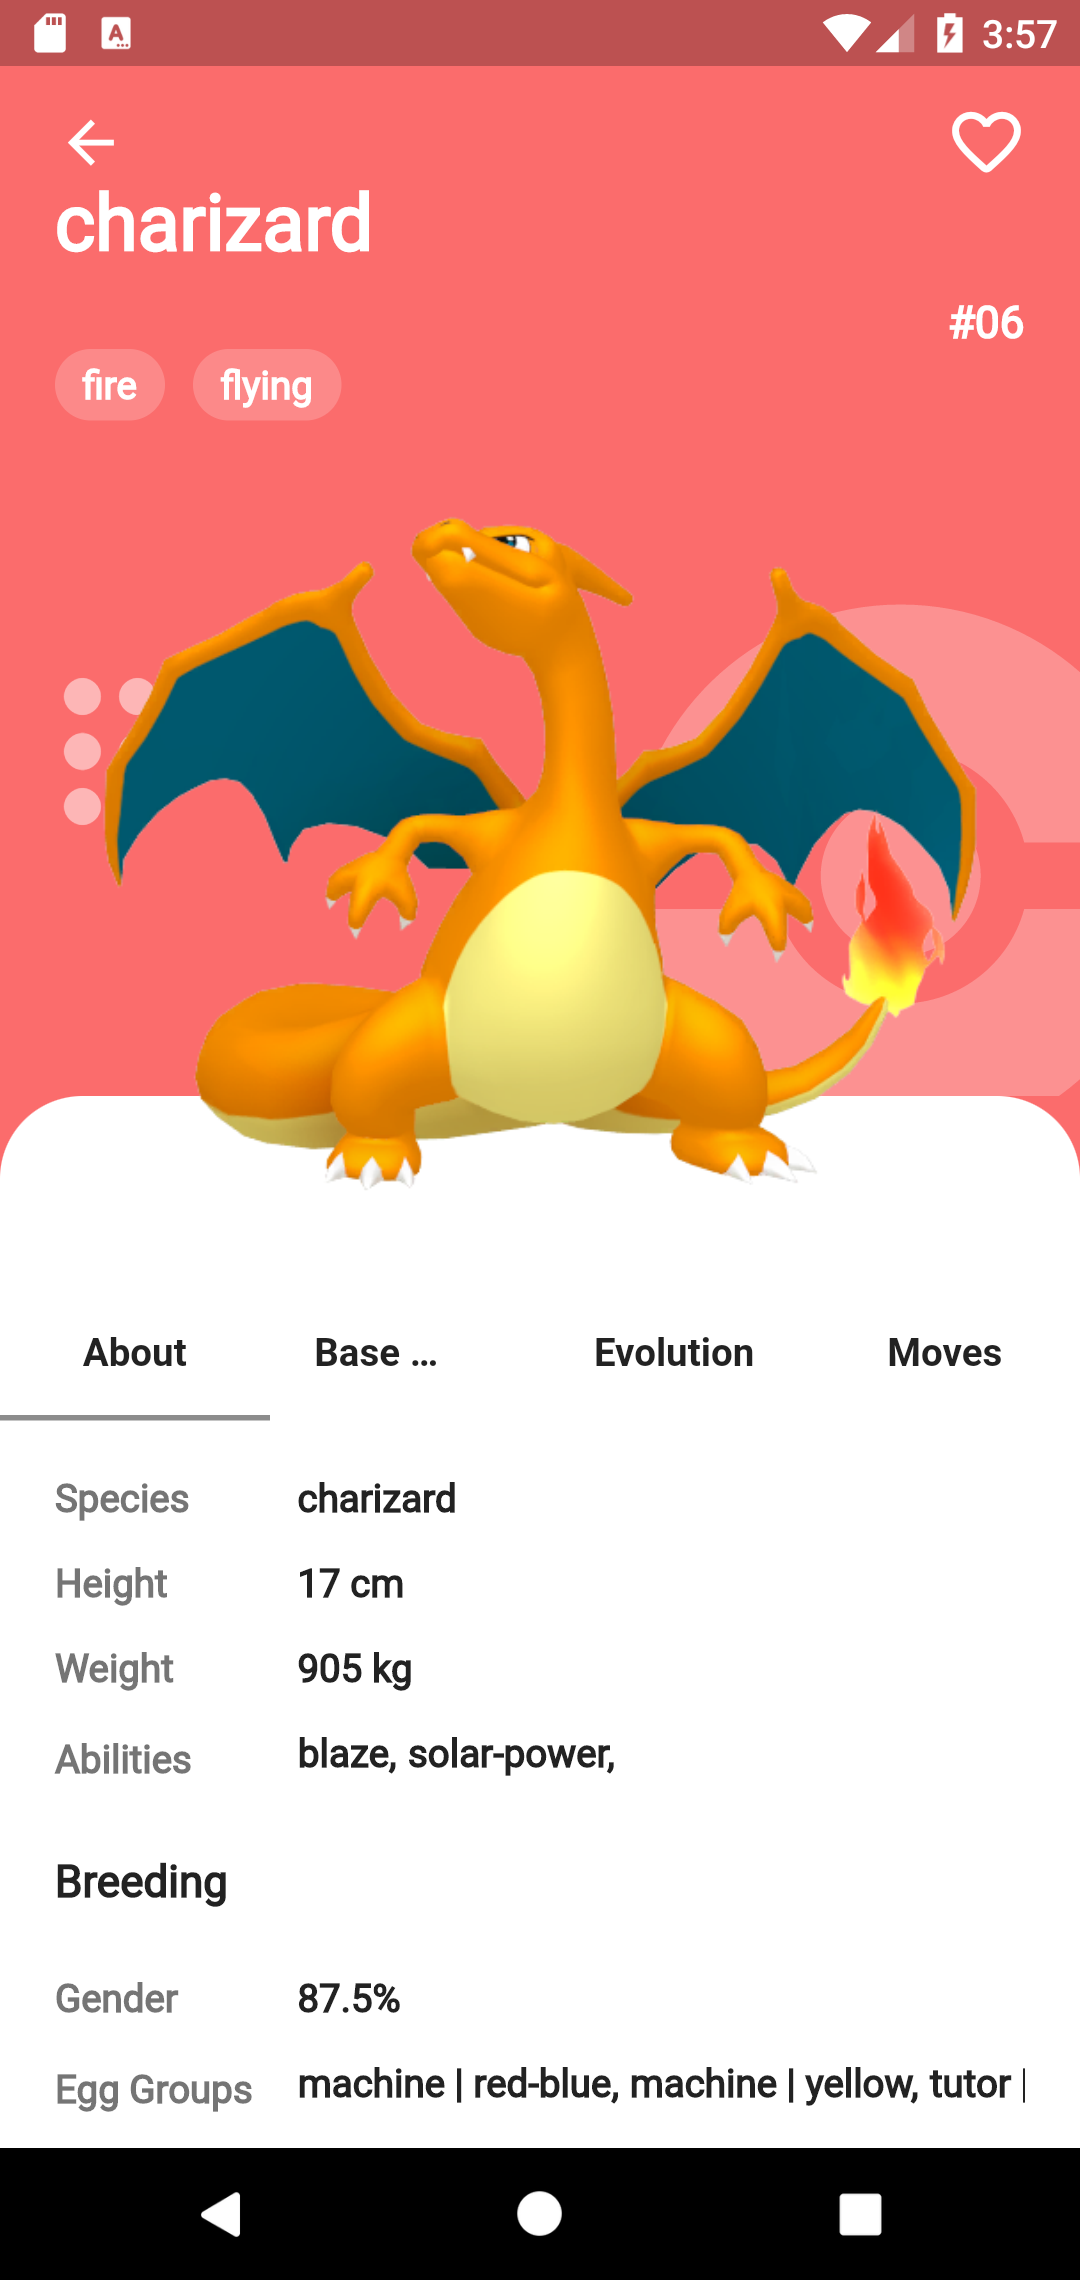 3:57
charizard
#06
fire flying
About Base ... Evolution Moves
Species charizard
Height 17 cm
Weight 905 kg
Abilities blaze, solar-power,
Breeding
Gender 87.5%
Egg Groups machine | red-blue, machine | yellow, tutor |